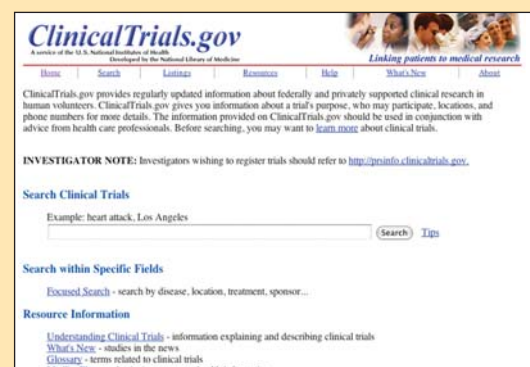 ClinicalTrials.gov
A service of the U.S. National Institutes of Health
Developed by the National Library of Medicine
Linking patients to medical research
Home Search Listings Resources Help What's New About
ClinicalTrials.gov provides regularly updated information about federally and privately supported clinical research in
human volunteers. ClinicalTrials.gov gives you information about a trial's purpose, who may participate, locations, and
phone numbers for more details. The information provided on ClinicalTrials.gov should be used in conjunction with
advice from health care professionals. Before searching, you may want to learn more about clinical trials.
INVESTIGATOR NOTE: Investigators wishing to register trials should refer to http://prsinfo.clinicaltrials.gov.
Search Clinical Trials
Example: heart attack, Los Angeles
Search Tips
Search within Specific Fields
Focused Search - search by disease, location, treatment, sponsor...
Resource Information
Understanding Clinical Trials - information explaining and describing clinical trials
What's New - studies in the news
Glossary - terms related to clinical trials